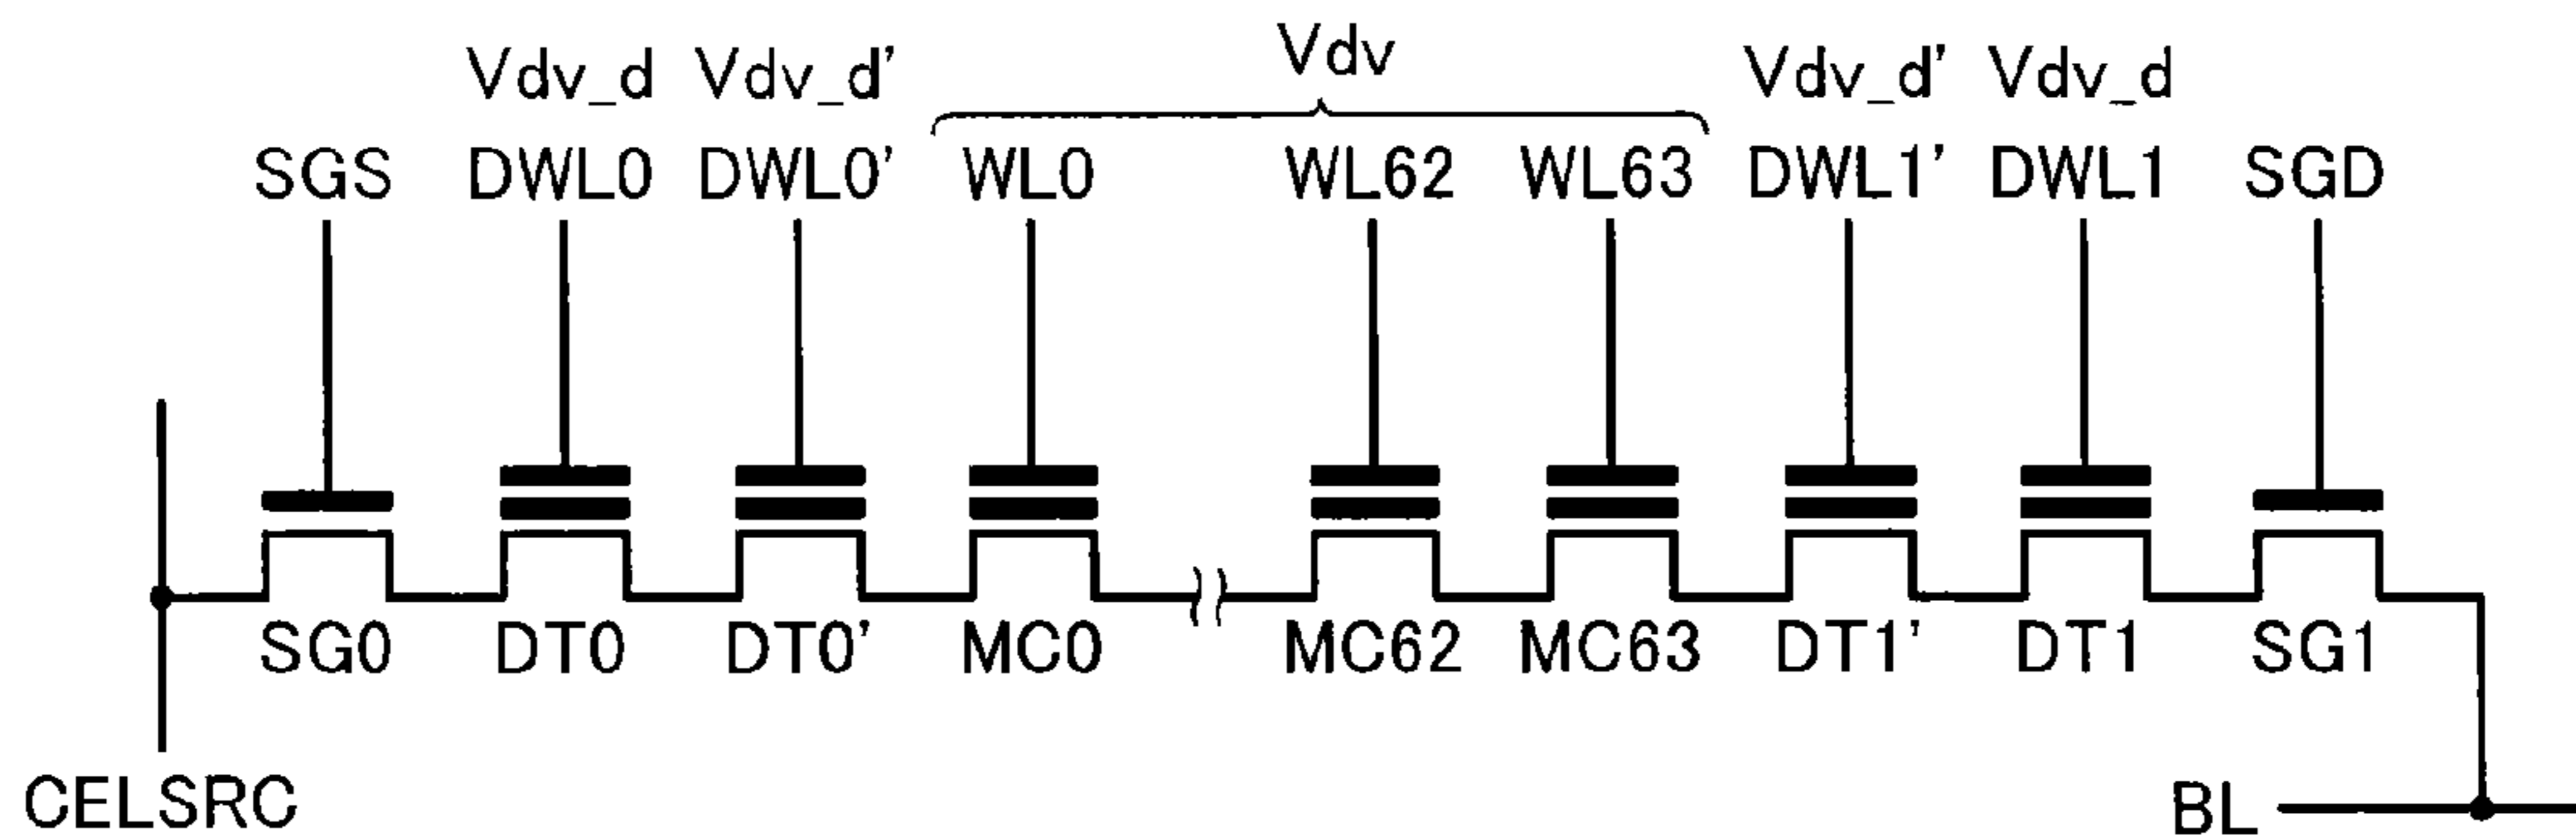 Vdv
Vdv_d Vdv_d' Vdv_d' Vdv_d
SGS DWL0 DWL0' WL0 WL62 WL63 DWL1' DWL1 SGD
SG0 DT0 DT0' MC0 MC62 MC63 DT1' DT1 SG1
CELSRC BL